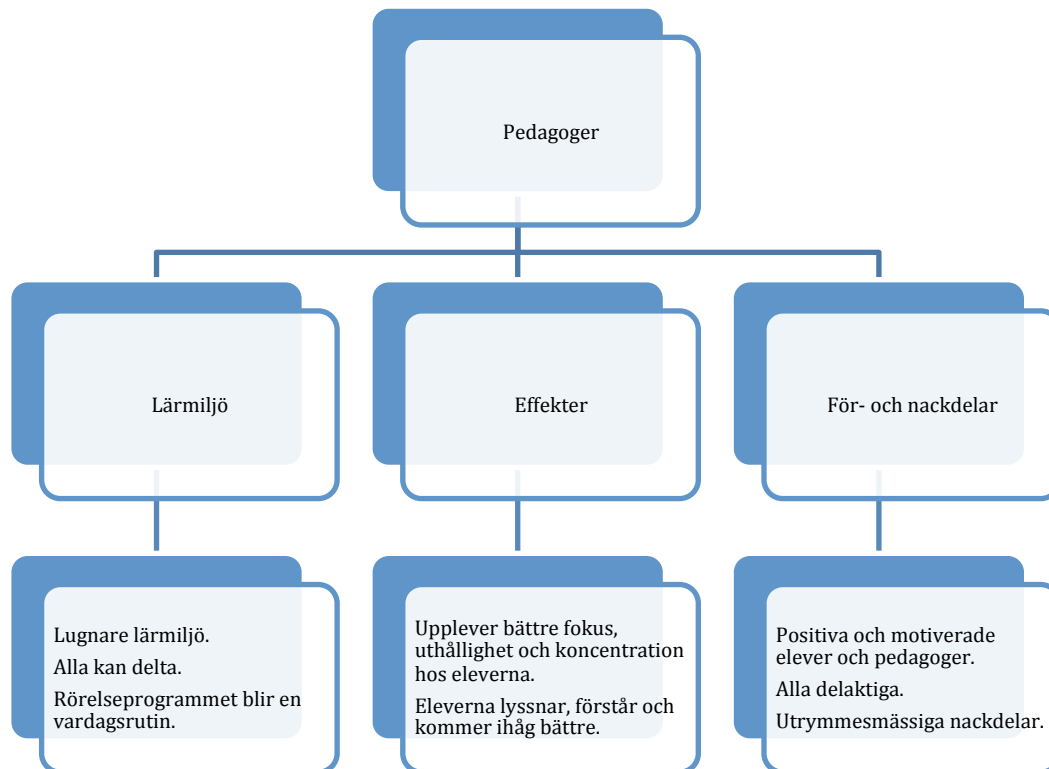 Pedagoger
Lärmiljö
Effekter
För- och nackdelar
Lugnare lärmiljö.
Alla kan delta.
Rörelseprogrammet blir en
vardagsrutin.
Upplever bättre fokus,
uthållighet och koncentration
hos eleverna.
Eleverna lyssnar, förstår och
kommer ihåg bättre.
Positiva och motiverade
elever och pedagoger.
Alla delaktiga.
Utrymmesmässiga nackdelar.